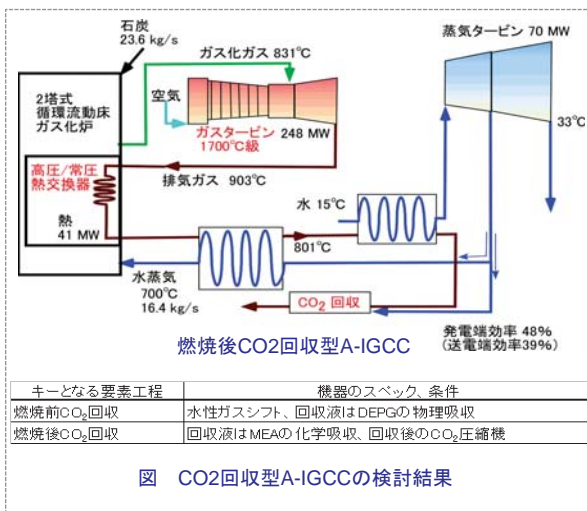 石炭
23.6 kg/s
ガス化ガス 831℃
蒸気タービン 70 MW
2塔式
循環流動床
ガス化炉
空気
ガスタービン 248 MW
1700℃級
33℃
高圧/常圧
熱交換器
排気ガス 903℃
熱
41 MW
水 15℃
801℃
水蒸気
700℃
16.4 kg/s
CO2 回収
発電端効率 48%
(送電端効率39%)
燃焼後CO2回収型A-IGCC
キーとなる要素工程 機器のスペック、条件
燃焼前CO2回収 水性ガスシフト、回収液はDEPGの物理吸収
燃焼後CO2回収 回収液はMEAの化学吸収、回収後のCO2圧縮機
図 CO2回収型A-IGCCの検討結果